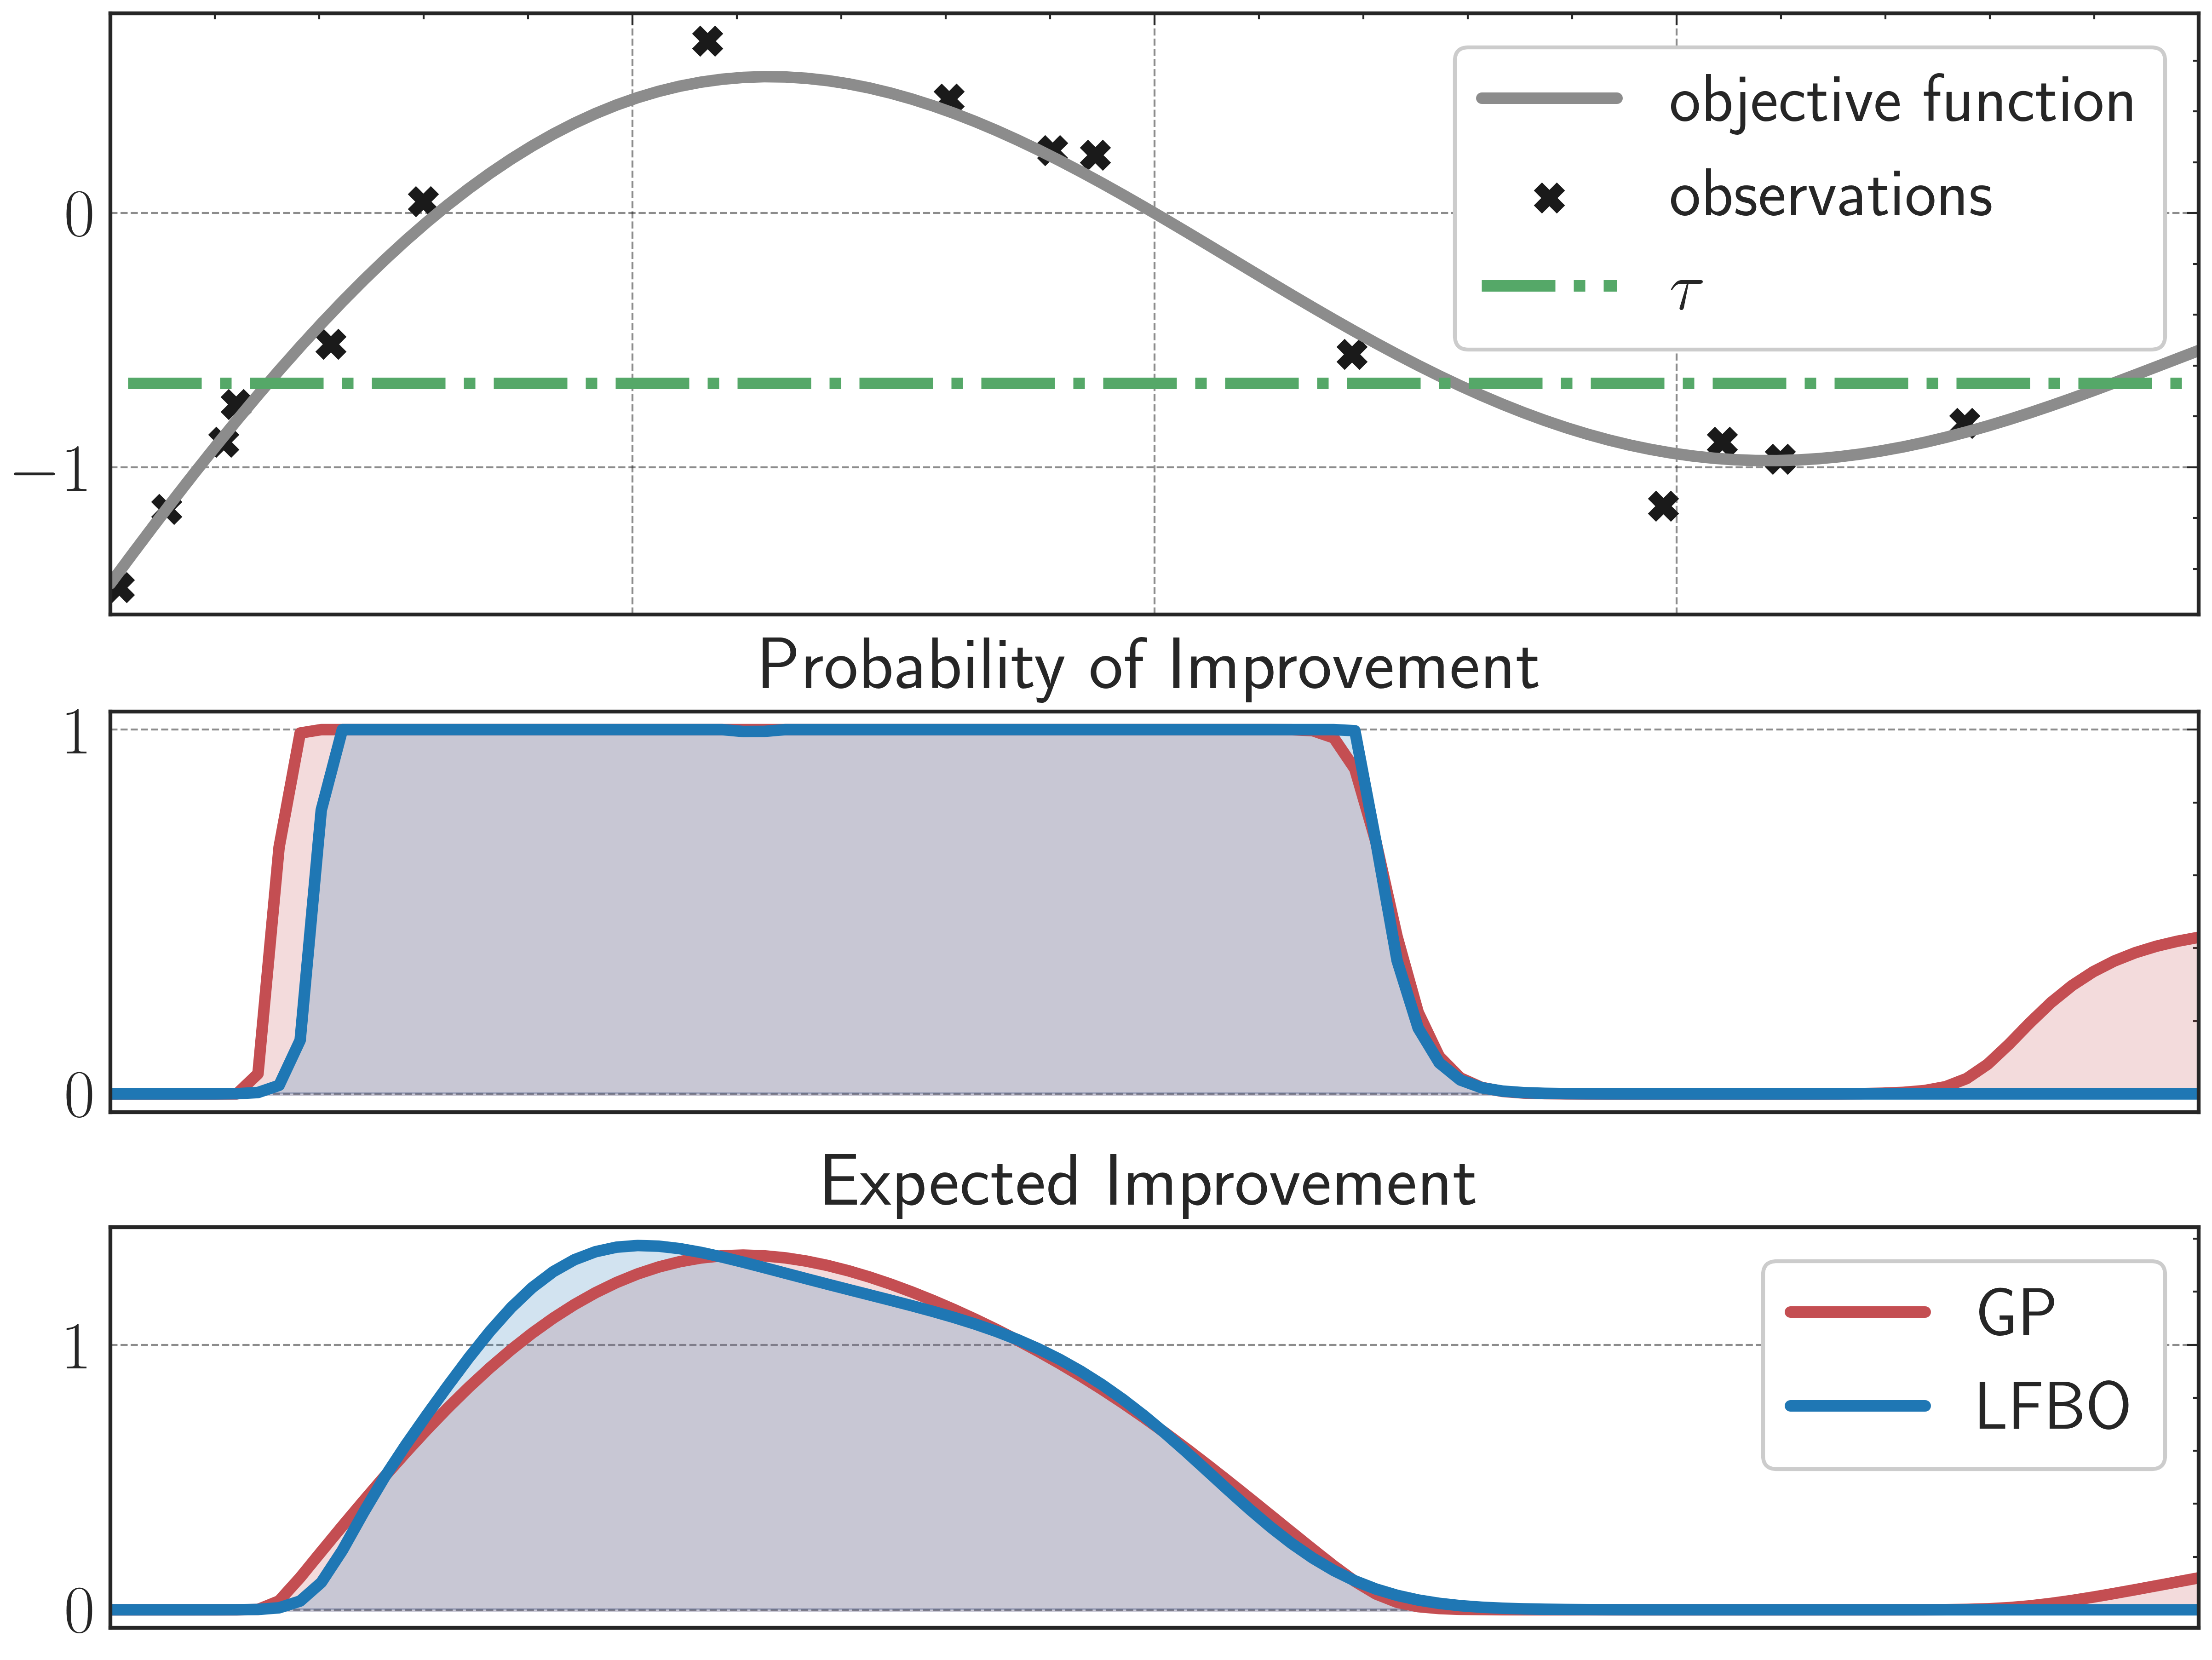 objective function
observations
τ
0
−1
Probability of Improvement
1
0
Expected Improvement
GP
LFBO
1
0